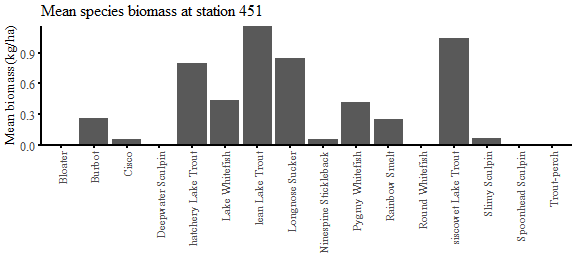 Mean species biomass at station 451
Mean biomass (kg/ha)
0.9
0.6
0.3
0.0
Bloater
Burbot
Cisco
Deepwater Sculpin
hatchery Lake Trout
Lake Whitefish
lean Lake Trout
Longnose Sucker
Ninespine Stickleback
Pygmy Whitefish
Rainbow Smelt
Round Whitefish
siscowet Lake Trout
Slimy Sculpin
Spoonhead Sculpin
Trout-perch